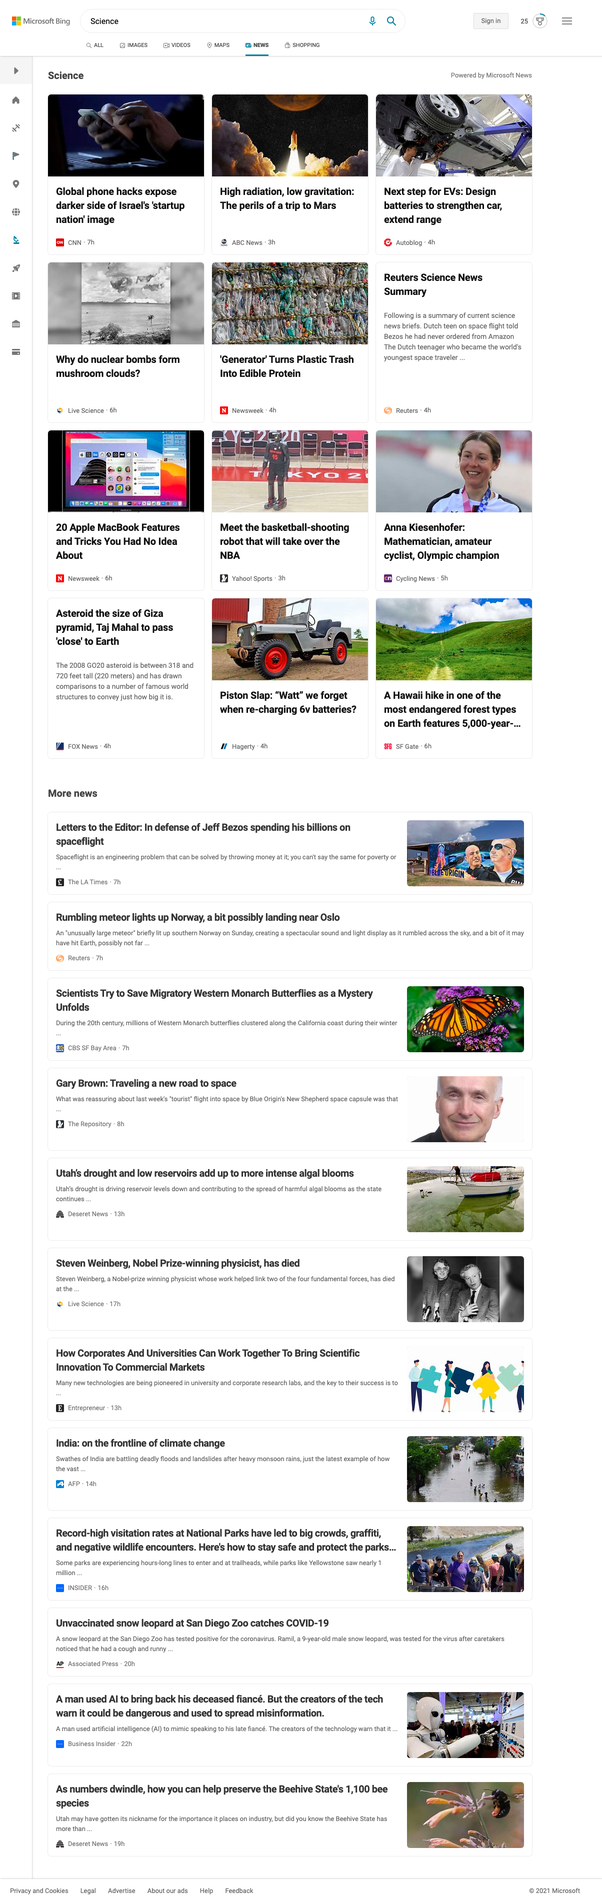 Microsoft Bing
Science
Sign in
25
ALL
IMAGES
VIDEOS
MAPS
NEWS
SHOPPING
Science
Powered by Microsoft News
Global phone hacks expose
darker side of Israel's 'startup
nation' image
CNN · 7h
High radiation, low gravitation:
The perils of a trip to Mars
ABC News · 3h
Next step for EVs: Design
batteries to strengthen car,
extend range
Autoblog · 4h
Why do nuclear bombs form
mushroom clouds?
Live Science · 6h
'Generator' Turns Plastic Trash
Into Edible Protein
Newsweek · 4h
Reuters Science News
Summary
Following is a summary of current science
news briefs. Dutch teen on space flight told
Bezos he had never ordered from Amazon
The Dutch teenager who became the world's
youngest space traveler ...
Reuters · 4h
20 Apple MacBook Features
and Tricks You Had No Idea
About
Newsweek · 6h
TOKYO 2
Meet the basketball-shooting
robot that will take over the
NBA
Yahoo! Sports · 3h
Anna Kiesenhofer:
Mathematician, amateur
cyclist, Olympic champion
Cycling News · 5h
Asteroid the size of Giza
pyramid, Taj Mahal to pass
'close' to Earth
The 2008 GO20 asteroid is between 318 and
720 feet tall (220 meters) and has drawn
comparisons to a number of famous world
structures to convey just how big it is.
FOX News · 4h
Piston Slap: “Watt” we forget
when re-charging 6v batteries?
Hagerty · 4h
A Hawaii hike in one of the
most endangered forest types
on Earth features 5,000-year-...
SF Gate · 6h
More news
Letters to the Editor: In defense of Jeff Bezos spending his billions on
spaceflight
Spaceflight is an engineering problem that can be solved by throwing money at it; you can't say the same for poverty or
...
The LA Times · 7h
BLUE ORIGIN
Rumbling meteor lights up Norway, a bit possibly landing near Oslo
An "unusually large meteor" briefly lit up southern Norway on Sunday, creating a spectacular sound and light display as it rumbled across the sky, and a bit of it may
have hit Earth, possibly not far ...
Reuters · 7h
Scientists Try to Save Migratory Western Monarch Butterflies as a Mystery
Unfolds
During the 20th century, millions of Western Monarch butterflies clustered along the California coast during their winter
...
CBS SF Bay Area · 7h
Gary Brown: Traveling a new road to space
What was reassuring about last week's "tourist" flight into space by Blue Origin's New Shepherd space capsule was that
...
The Repository · 8h
Utah's drought and low reservoirs add up to more intense algal blooms
Utah's drought is driving reservoir levels down and contributing to the spread of harmful algal blooms as the state
continues ...
Deseret News · 13h
Steven Weinberg, Nobel Prize-winning physicist, has died
Steven Weinberg, a Nobel-prize winning physicist whose work helped link two of the four fundamental forces, has died
at the ...
Live Science · 17h
How Corporates And Universities Can Work Together To Bring Scientific
Innovation To Commercial Markets
Many new technologies are being pioneered in university and corporate research labs, and the key to their success is to
...
Entrepreneur · 13h
India: on the frontline of climate change
Swathes of India are battling deadly floods and landslides after heavy monsoon rains, just the latest example of how
the vast ...
AFP · 14h
Record-high visitation rates at National Parks have led to big crowds, graffiti,
and negative wildlife encounters. Here's how to stay safe and protect the parks...
Some parks are experiencing hours-long lines to enter and at trailheads, while parks like Yellowstone saw nearly 1
million ...
INSIDER · 16h
Unvaccinated snow leopard at San Diego Zoo catches COVID-19
A snow leopard at the San Diego Zoo has tested positive for the coronavirus. Ramil, a 9-year-old male snow leopard, was tested for the virus after caretakers
noticed that he had a cough and runny ...
AP Associated Press · 20h
A man used AI to bring back his deceased fiancé. But the creators of the tech
warn it could be dangerous and used to spread misinformation.
A man used artificial intelligence (AI) to mimic speaking to his late fiancé. The creators of the technology warn that it ...
Business Insider · 22h
As numbers dwindle, how you can help preserve the Beehive State's 1,100 bee
species
Utah may have gotten its nickname for the importance it places on industry, but did you know the Beehive State has
more than ...
Deseret News · 19h
Privacy and Cookies
Legal
Advertise
About our ads
Help
Feedback
© 2021 Microsoft